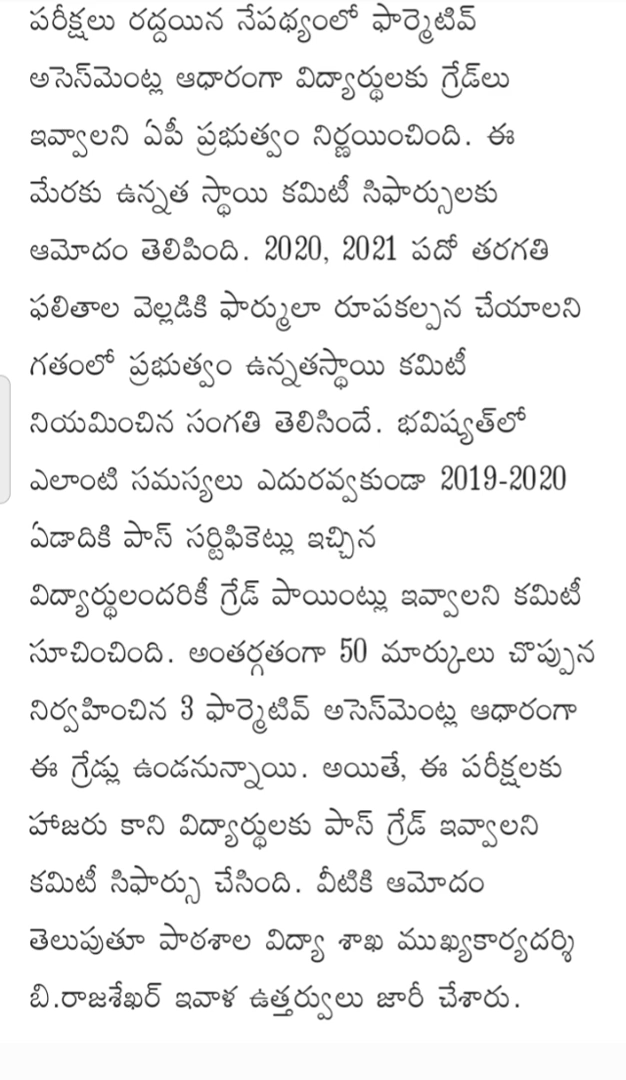 పరీక్షలు రద్దయిన నేపథ్యంలో ఫార్మెటివ్
అసెస్‌మెంట్ల ఆధారంగా విద్యార్థులకు గ్రేడ్‌లు
ఇవ్వాలని ఏపీ ప్రభుత్వం నిర్ణయించింది. ఈ
మేరకు ఉన్నత స్థాయి కమిటీ సిఫార్సులకు
ఆమోదం తెలిపింది. 2020, 2021 పదో తరగతి
ఫలితాల వెల్లడికి ఫార్ములా రూపకల్పన చేయాలని
గతంలో ప్రభుత్వం ఉన్నతస్థాయి కమిటీ
నియమించిన సంగతి తెలిసిందే. భవిష్యత్‌లో
ఎలాంటి సమస్యలు ఎదురవ్వకుండా 2019-2020
ఏడాదికి పాస్ సర్టిఫికెట్లు ఇచ్చిన
విద్యార్థులందరికీ గ్రేడ్ పాయింట్లు ఇవ్వాలని కమిటీ
సూచించింది. అంతర్గతంగా 50 మార్కులు చొప్పున
నిర్వహించిన 3 ఫార్మెటివ్ అసెస్‌మెంట్ల ఆధారంగా
ఈ గ్రేడ్లు ఉండనున్నాయి. అయితే, ఈ పరీక్షలకు
హాజరు కాని విద్యార్థులకు పాస్ గ్రేడ్ ఇవ్వాలని
కమిటీ సిఫార్సు చేసింది. వీటికి ఆమోదం
తెలుపుతూ పాఠశాల విద్యా శాఖ ముఖ్యకార్యదర్శి
బి.రాజశేఖర్ ఇవాళ ఉత్తర్వులు జారీ చేశారు.